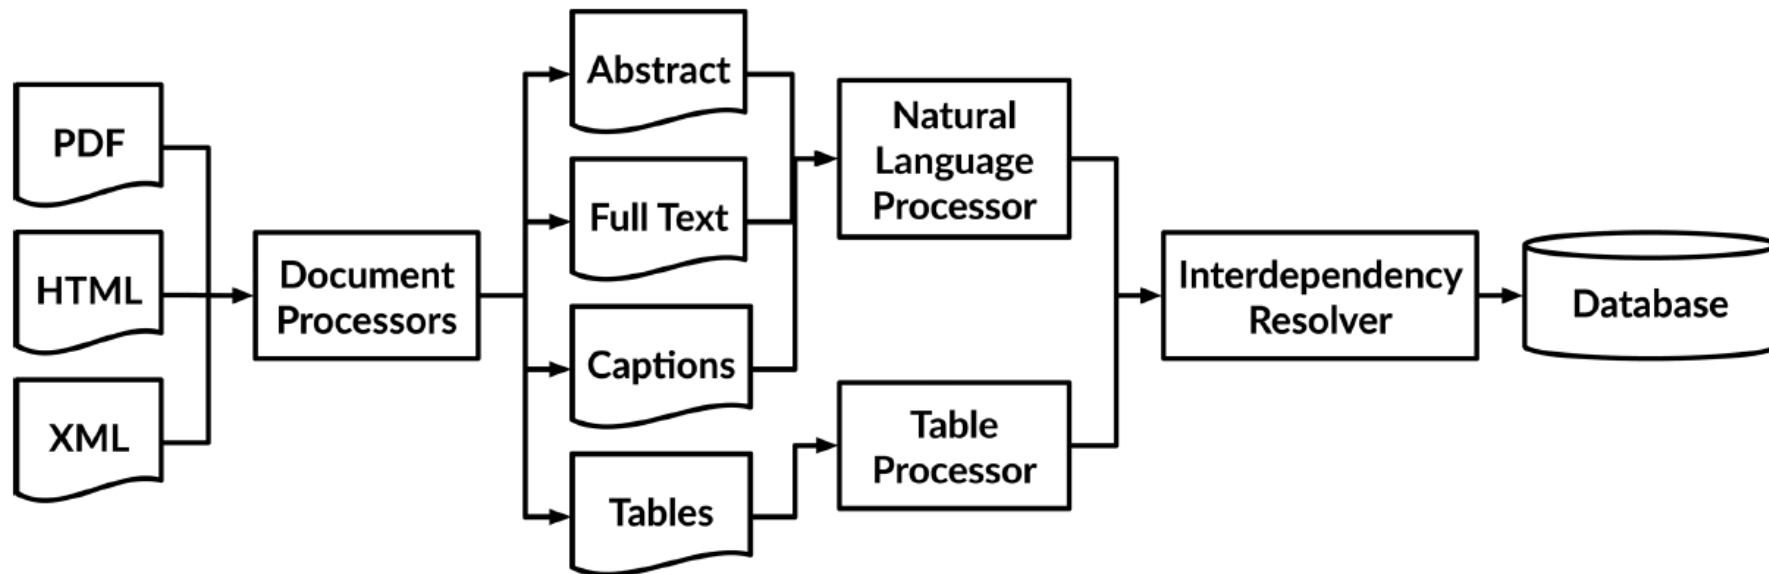 PDF
HTML
XML
Document
Processors
Abstract
Full Text
Captions
Tables
Natural
Language
Processor
Table
Processor
Interdependency
Resolver
Database